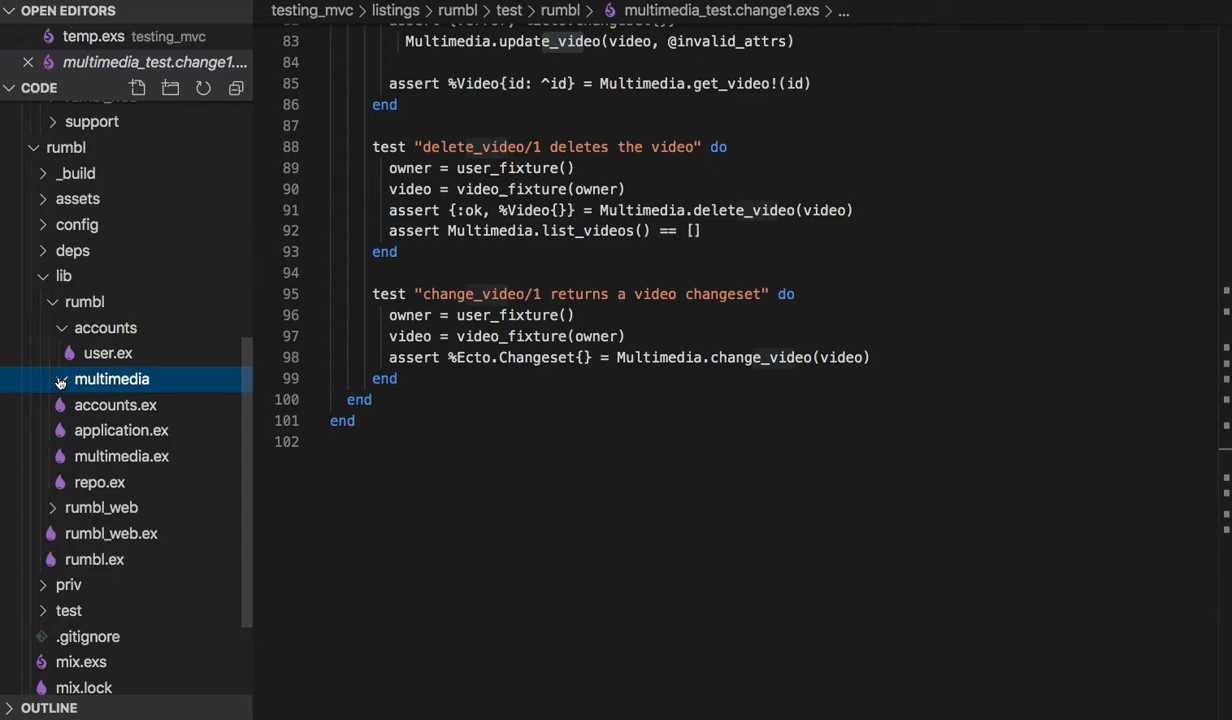 OPEN EDITORS
temp.exs testing_mvc
multimedia_test.change1....
CODE
support
rumbl
_build
assets
config
deps
lib
rumbl
accounts
user.ex
multimedia
accounts.ex
application.ex
multimedia.ex
repo.ex
rumbl_web
rumbl_web.ex
rumbl.ex
priv
test
.gitignore
mix.exs
mix.lock
OUTLINE
testing_mvc > listings > rumbl > test > rumbl > multimedia_test.change1.exs > ...
83 Multimedia.update_video(video, @invalid_attrs)
84
85 assert %Video{id: ^id} = Multimedia.get_video!(id)
86 end
87
88 test "delete_video/1 deletes the video" do
89 owner = user_fixture()
90 video = video_fixture(owner)
91 assert {:ok, %Video{}} = Multimedia.delete_video(video)
92 assert Multimedia.list_videos() == []
93 end
94
95 test "change_video/1 returns a video changeset" do
96 owner = user_fixture()
97 video = video_fixture(owner)
98 assert %Ecto.Changeset{} = Multimedia.change_video(video)
99 end
100 end
101 end
102